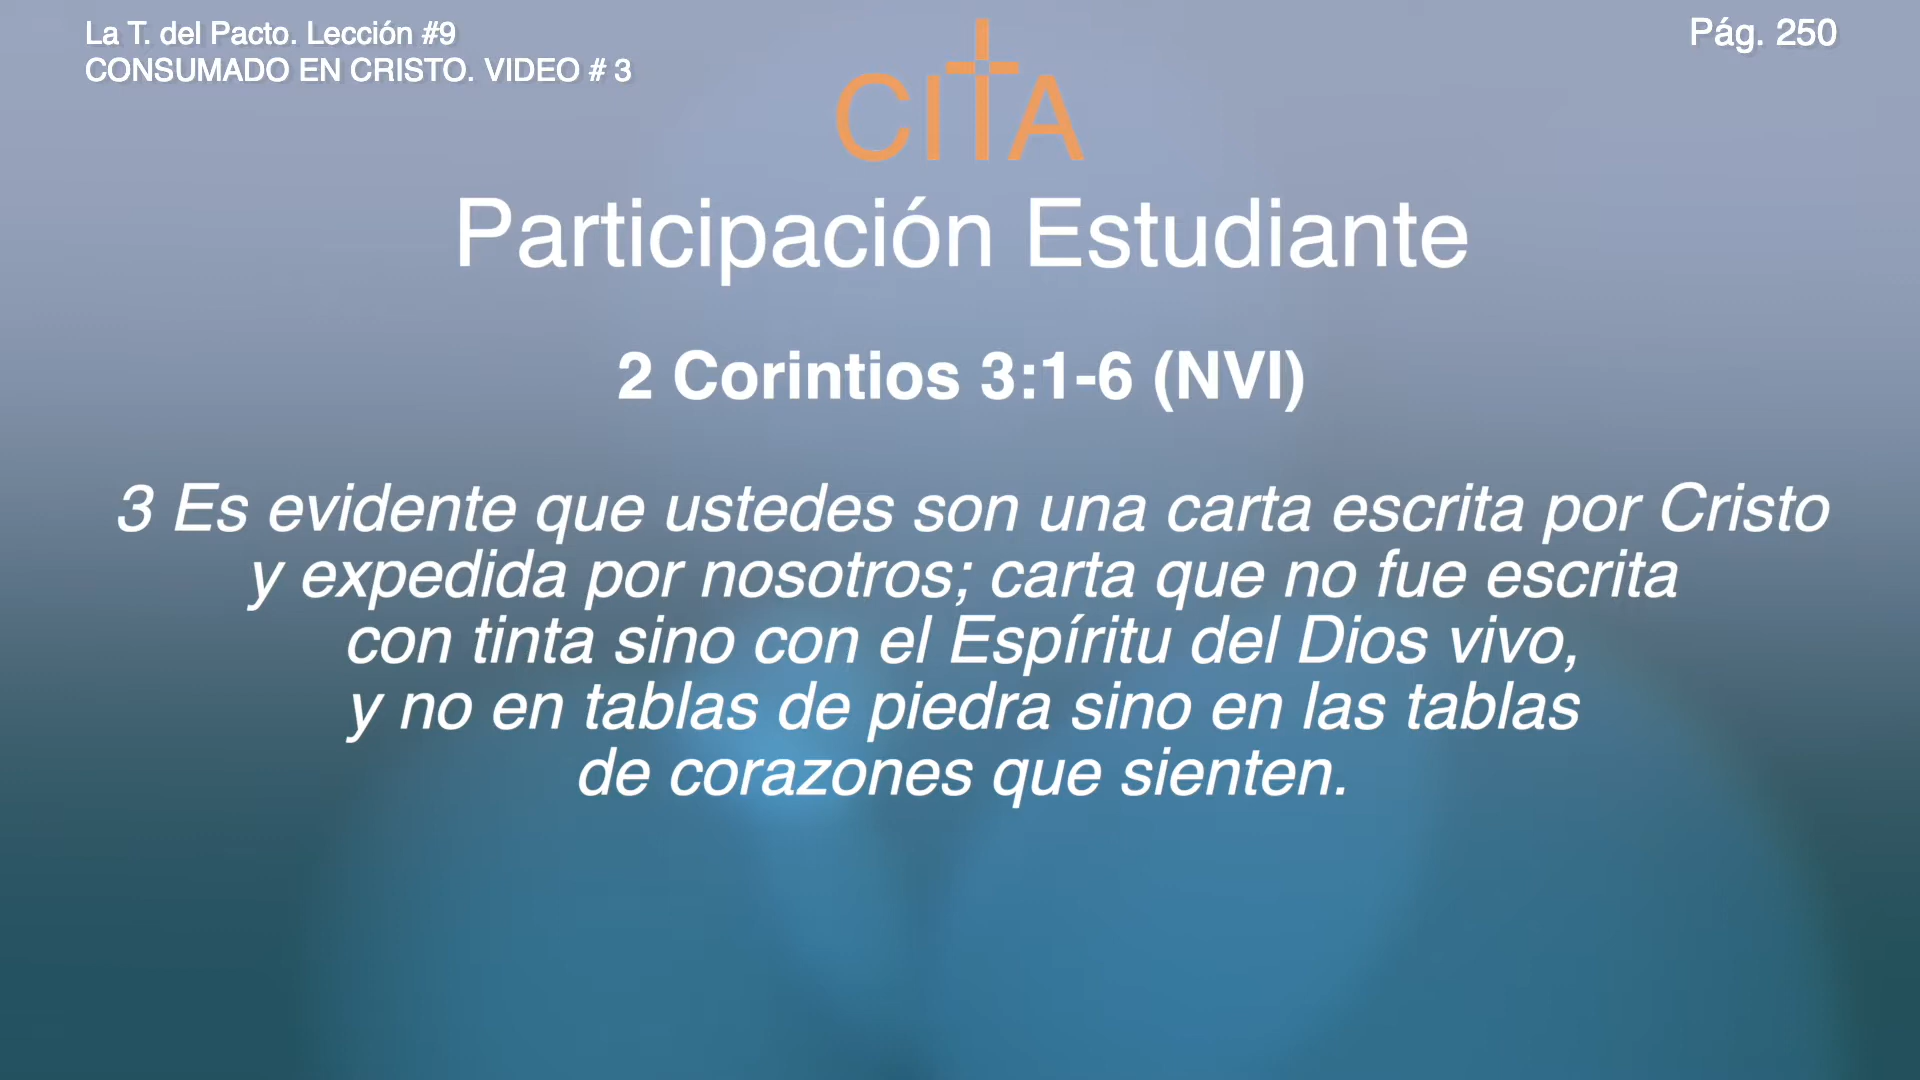 La T. del Pacto. Lección #9
CONSUMADO EN CRISTO. VIDEO # 3
Pág. 250
CITA
Participación Estudiante
2 Corintios 3:1-6 (NVI)
3 Es evidente que ustedes son una carta escrita por Cristo
y expedida por nosotros; carta que no fue escrita
con tinta sino con el Espíritu del Dios vivo,
y no en tablas de piedra sino en las tablas
de corazones que sienten.